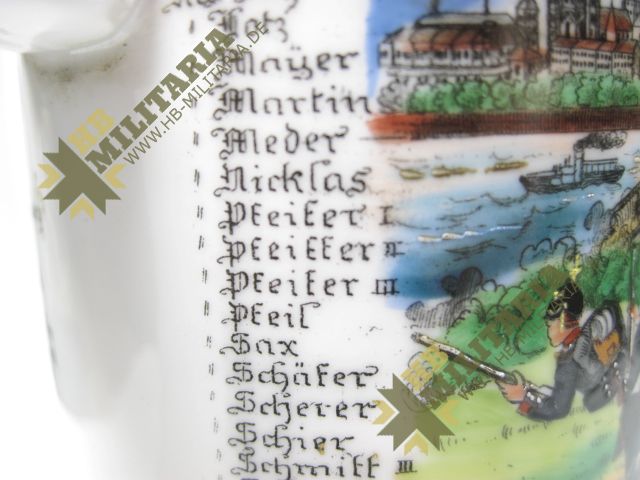 Mayer
Martin
Meder
Nicklas
Pfeifer I
Pfeiffer II
Pfeifer III
Pfeil
Sax
Schäfer
Scherer
Schier
Schmitt III
HB
MILITARIA
WWW.HB-MILITARIA.DE
HB
MILITARIA
HB